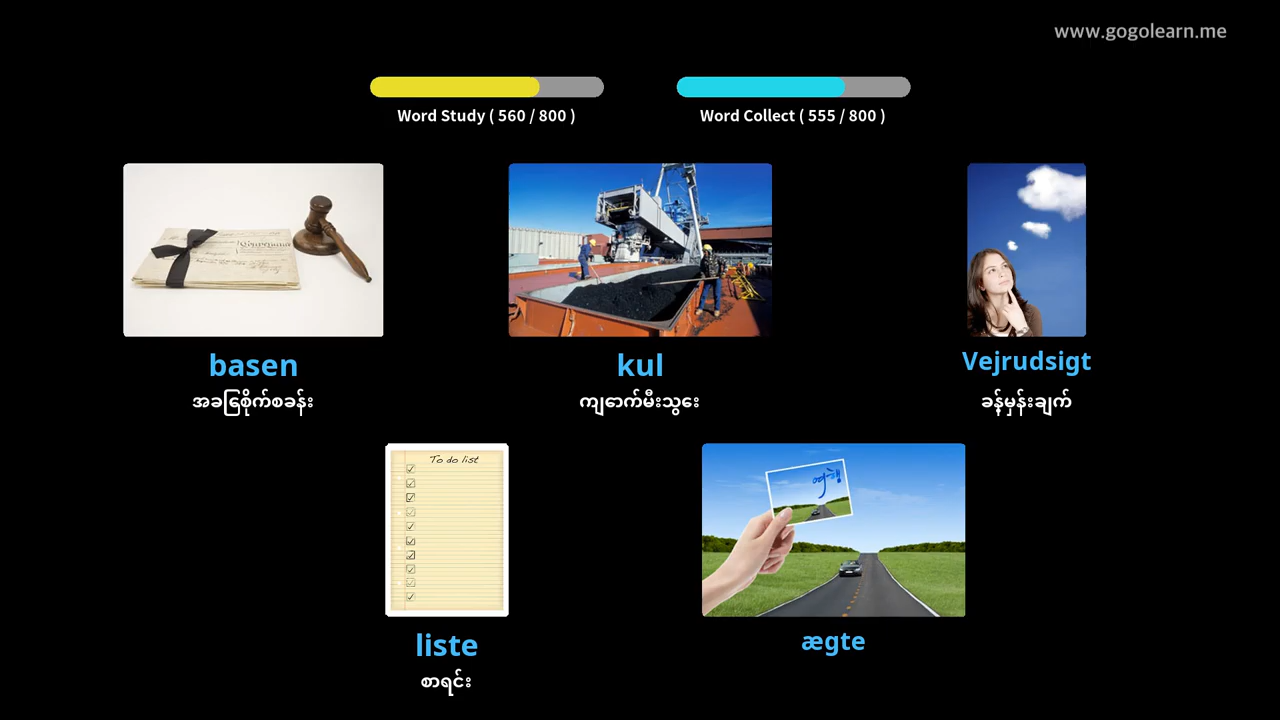 www.gogolearn.me
Word Study ( 560 / 800 )
Word Collect ( 555 / 800 )
basen
အခြေစိုက်စခန်း
kul
ကျောက်မီးသွေး
Vejrudsigt
ခန့်မှန်းချက်
To do list
liste
စာရင်း
여행
ægte